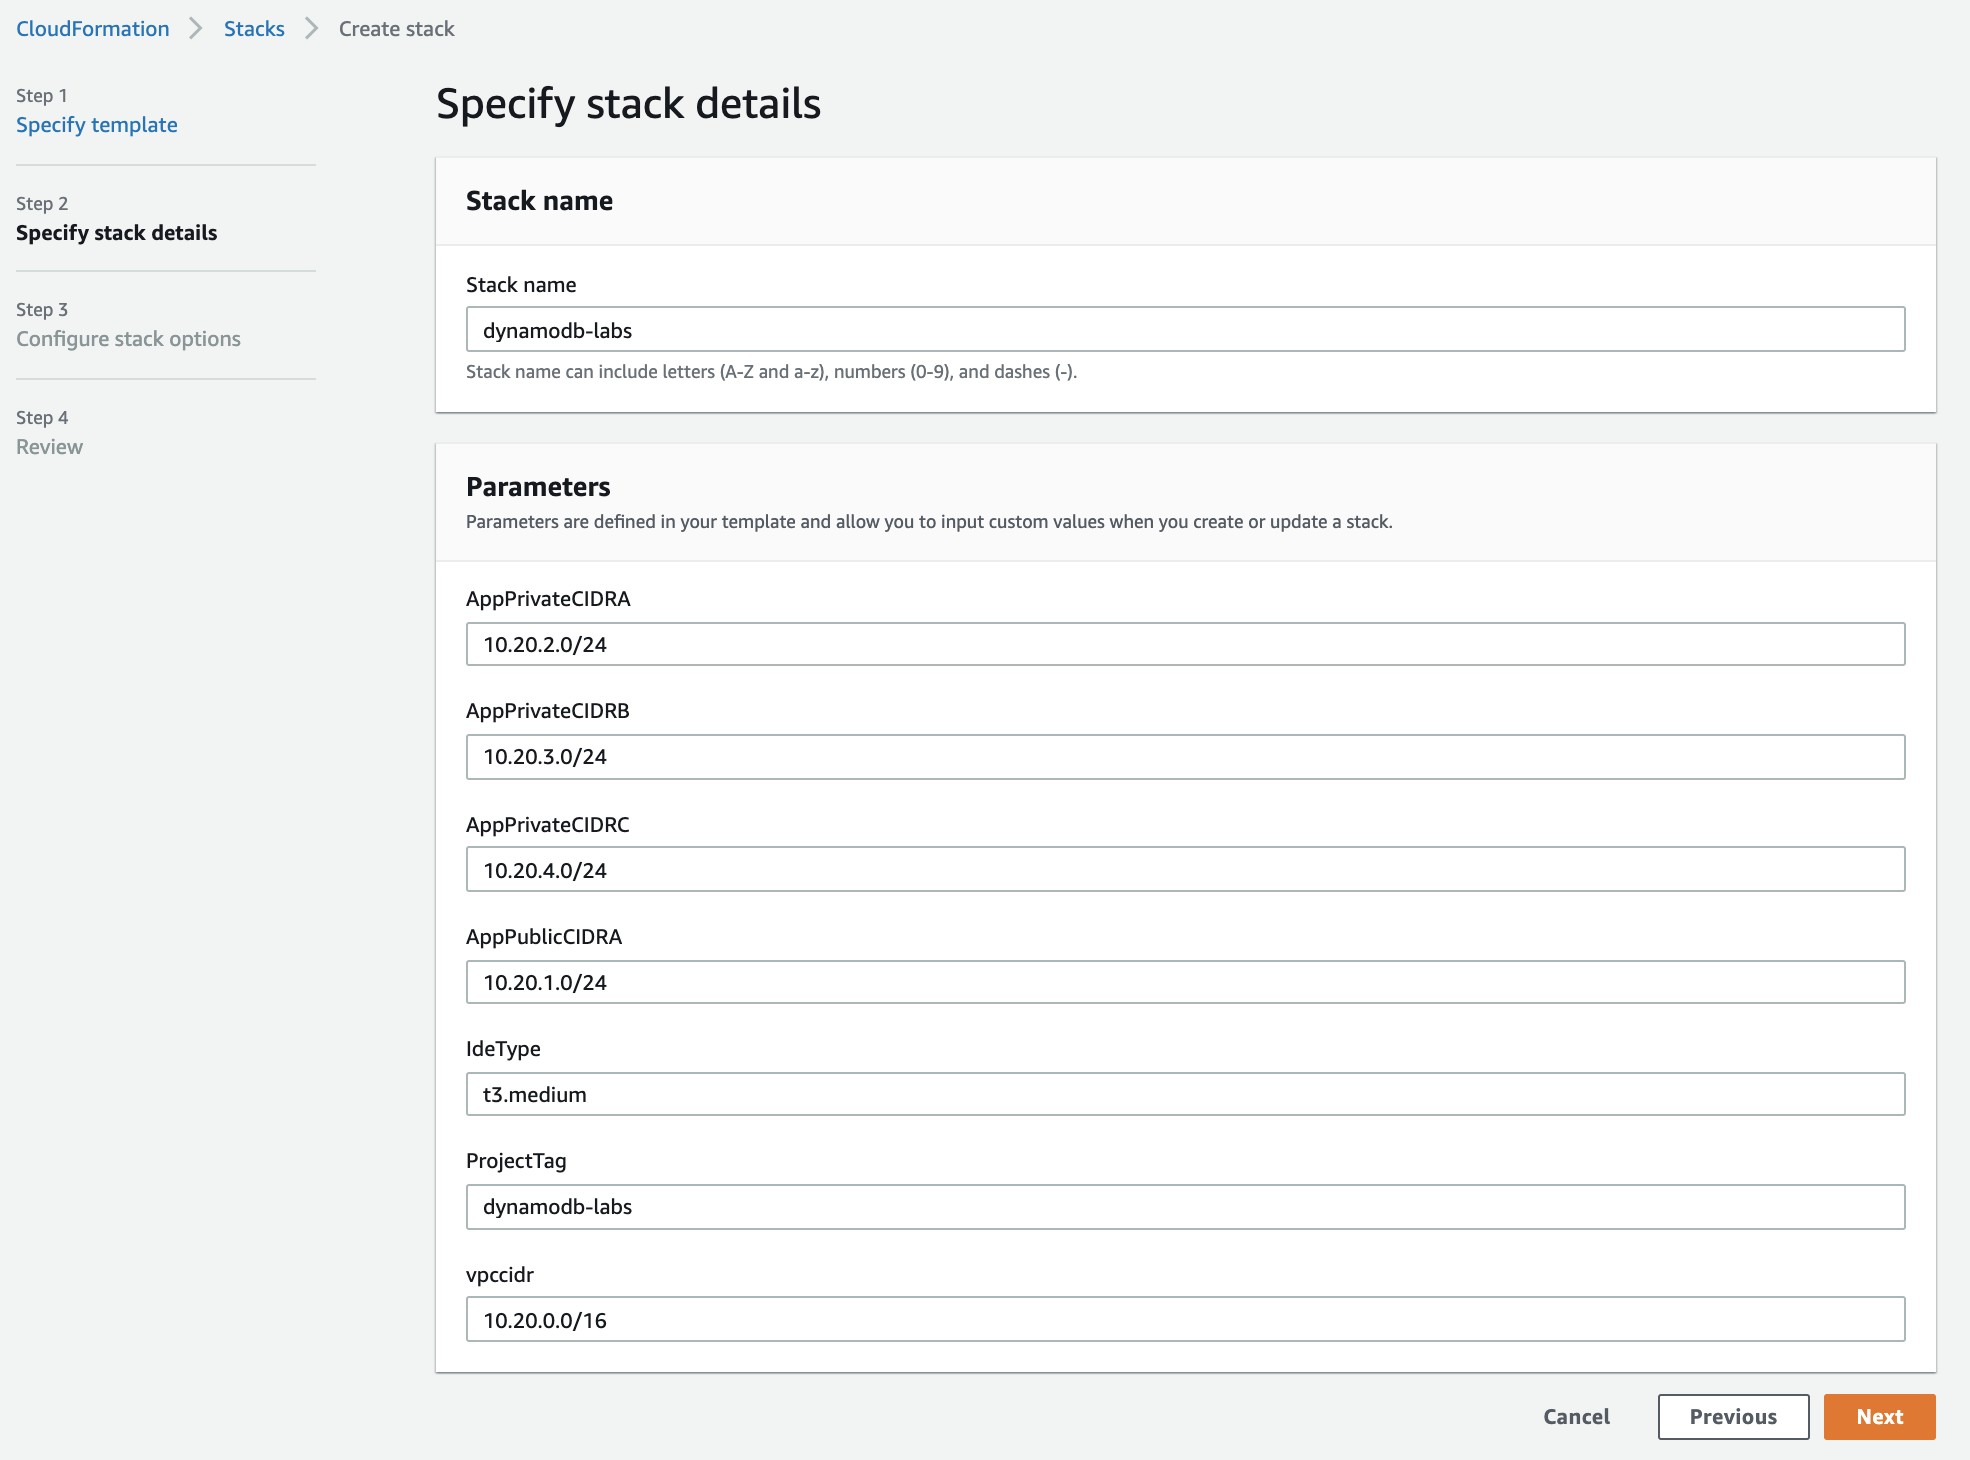 CloudFormation > Stacks > Create stack
Step 1
Specify template
Step 2
Specify stack details
Step 3
Configure stack options
Step 4
Review
Specify stack details
Stack name
Stack name
dynamodb-labs
Stack name can include letters (A-Z and a-z), numbers (0-9), and dashes (-).
Parameters
Parameters are defined in your template and allow you to input custom values when you create or update a stack.
AppPrivateCIDRA
10.20.2.0/24
AppPrivateCIDRB
10.20.3.0/24
AppPrivateCIDRC
10.20.4.0/24
AppPublicCIDRA
10.20.1.0/24
IdeType
t3.medium
ProjectTag
dynamodb-labs
vpccidr
10.20.0.0/16
Cancel Previous Next